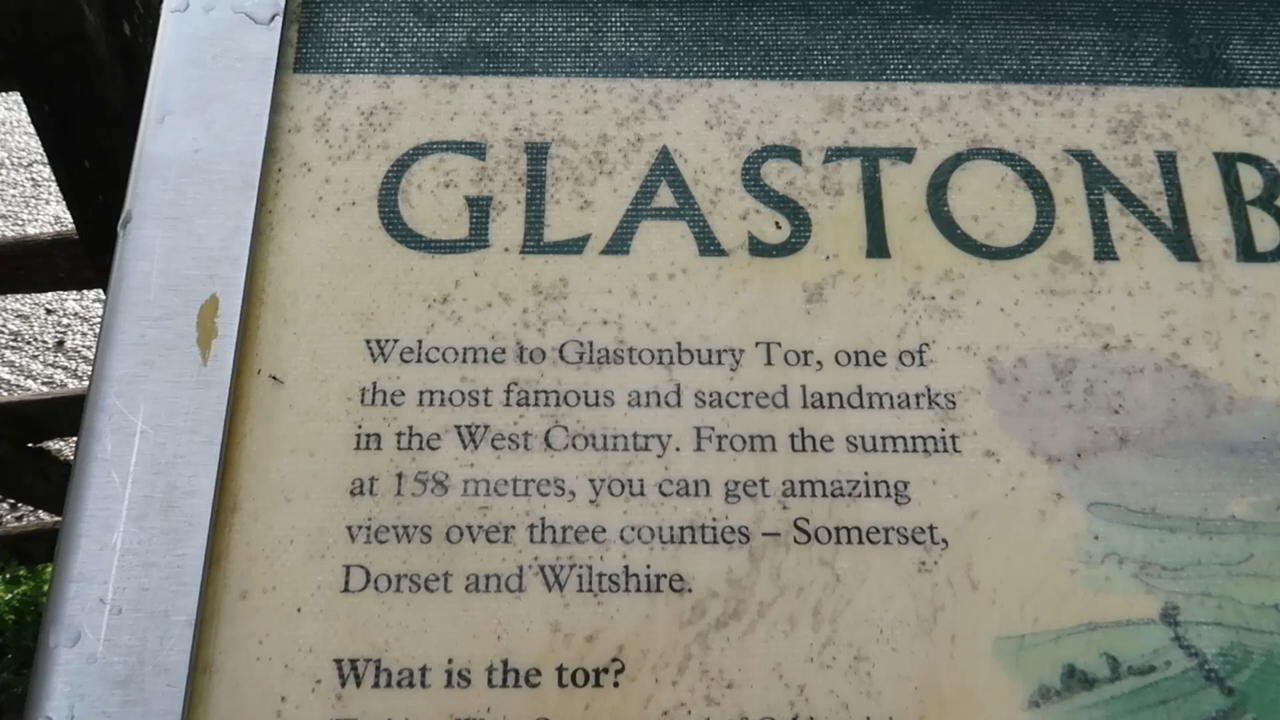 GLASTONB
Welcome to Glastonbury Tor, one of
the most famous and sacred landmarks
in the West Country. From the summit
at 158 metres, you can get amazing
views over three counties – Somerset,
Dorset and Wiltshire.
What is the tor?